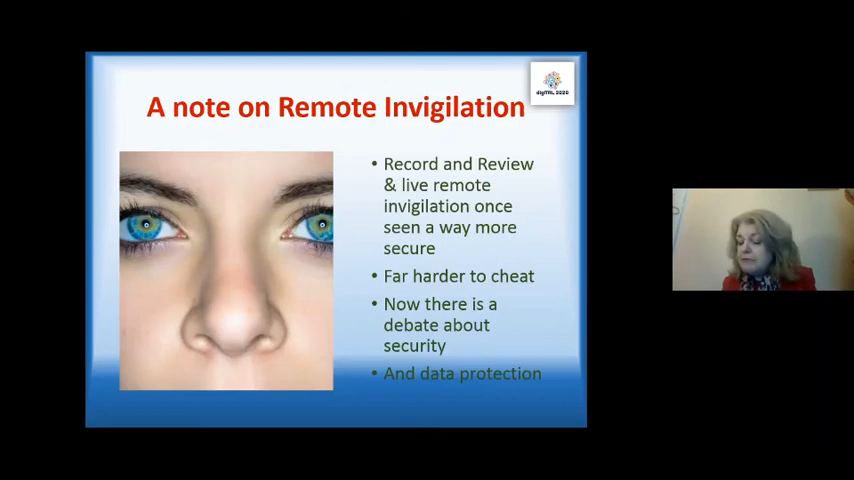 digiTAL 2020
A note on Remote Invigilation
• Record and Review
& live remote
invigilation once
seen a way more
secure
• Far harder to cheat
• Now there is a
debate about
security
• And data protection